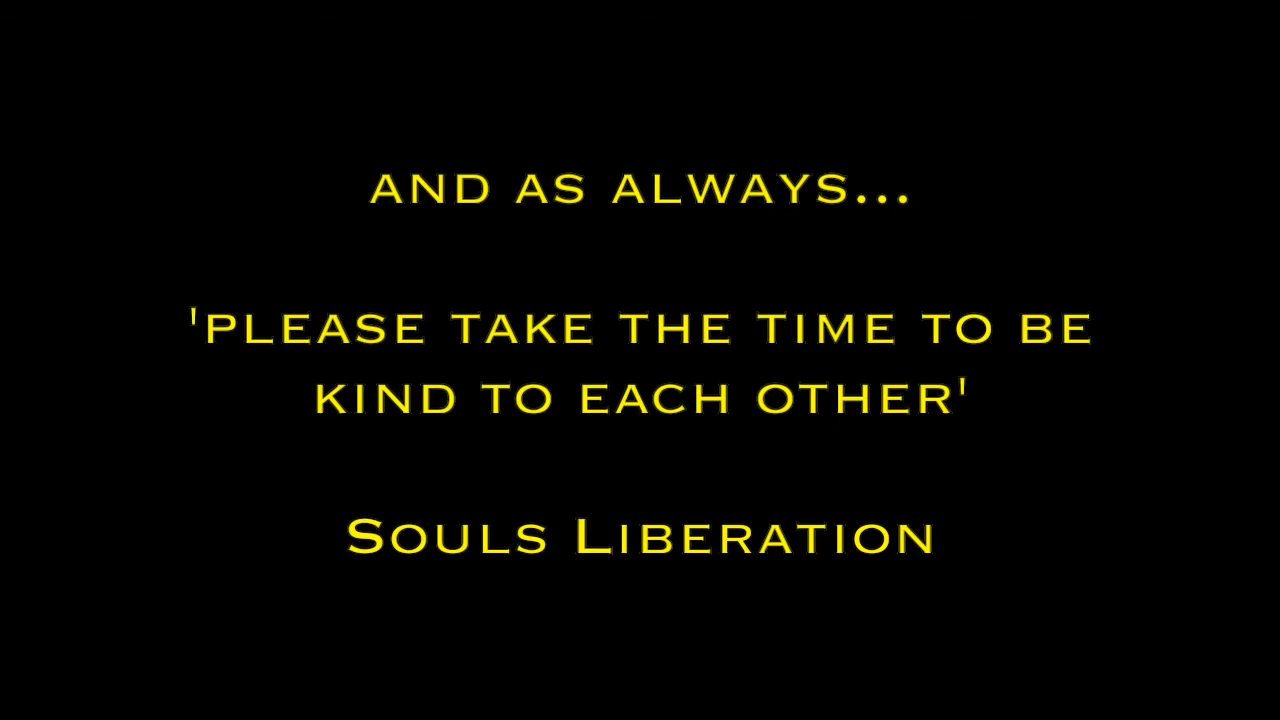 AND AS ALWAYS...
'PLEASE TAKE THE TIME TO BE
KIND TO EACH OTHER'
SOULS LIBERATION